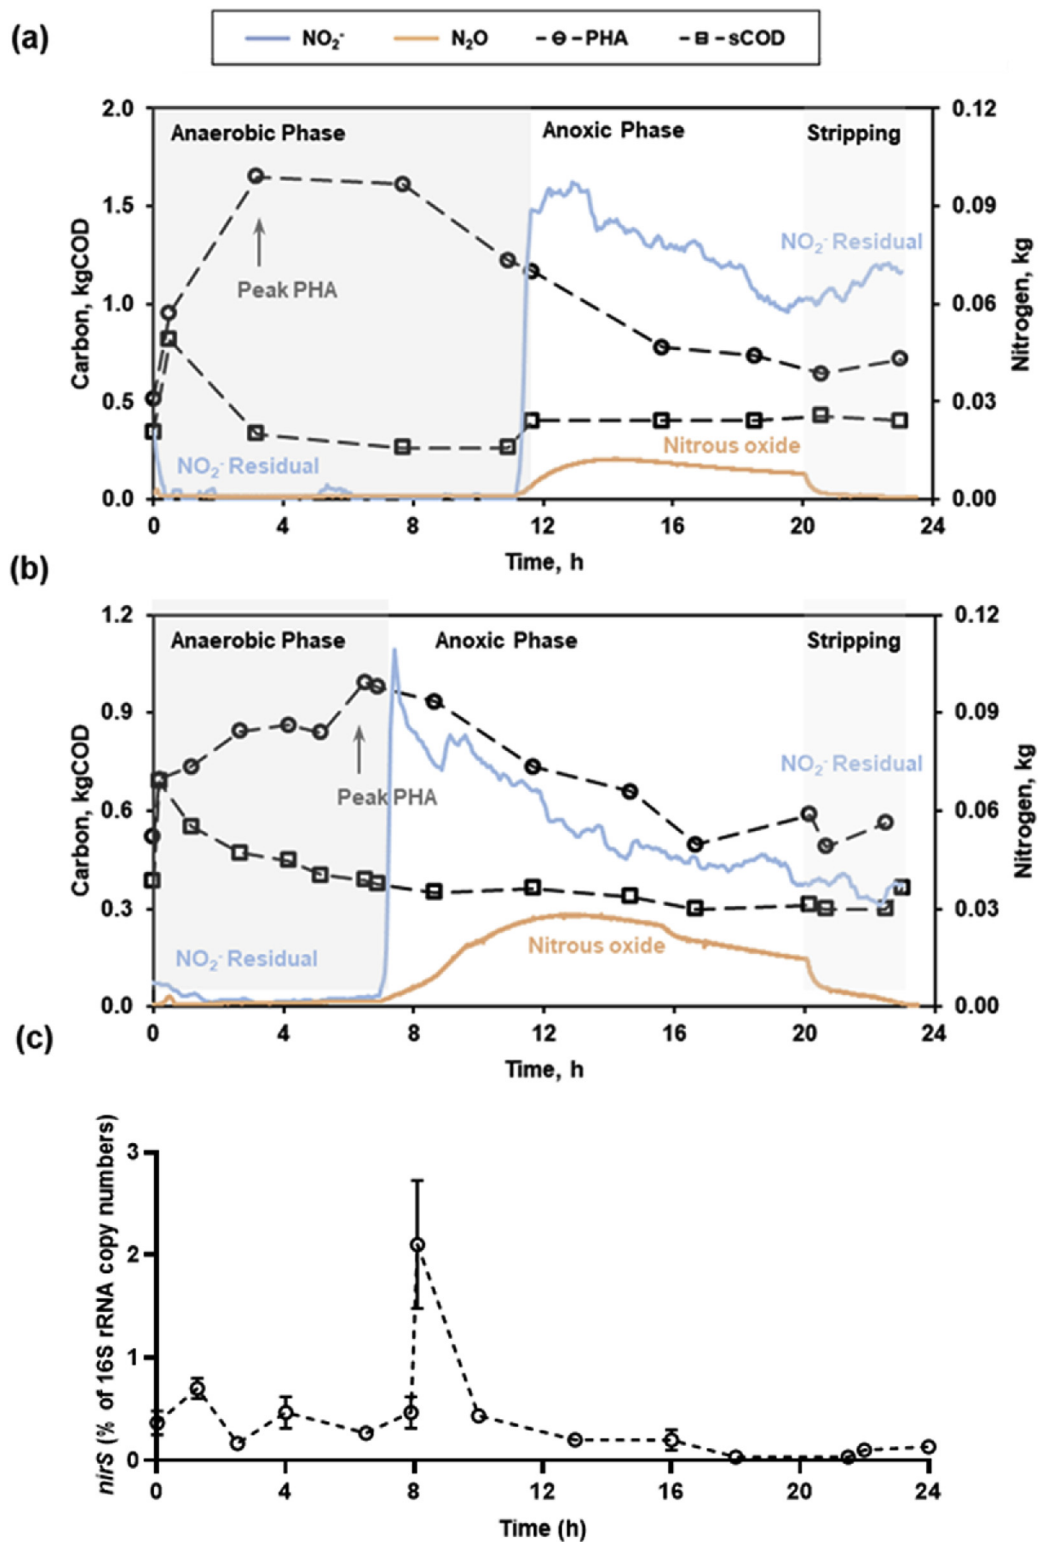 (a)
NO₂⁻ N₂O PHA sCOD
2.0 0.12
Anaerobic Phase Anoxic Phase Stripping
1.5 0.09
NO₂⁻ Residual
Peak PHA
1.0 0.06
Carbon, kgCOD
Nitrogen, kg
0.5 0.03
Nitrous oxide
NO₂⁻ Residual
0.0 0.00
0 4 8 12 16 20 24
Time, h
(b)
1.2 0.12
Anaerobic Phase Anoxic Phase Stripping
0.9 0.09
NO₂⁻ Residual
Peak PHA
0.6 0.06
Carbon, kgCOD
Nitrogen, kg
0.3 0.03
Nitrous oxide
NO₂⁻ Residual
0.0 0.00
0 4 8 12 16 20 24
Time, h
(c)
nirS (% of 16S rRNA copy numbers)
3
2
1
0
0 4 8 12 16 20 24
Time (h)